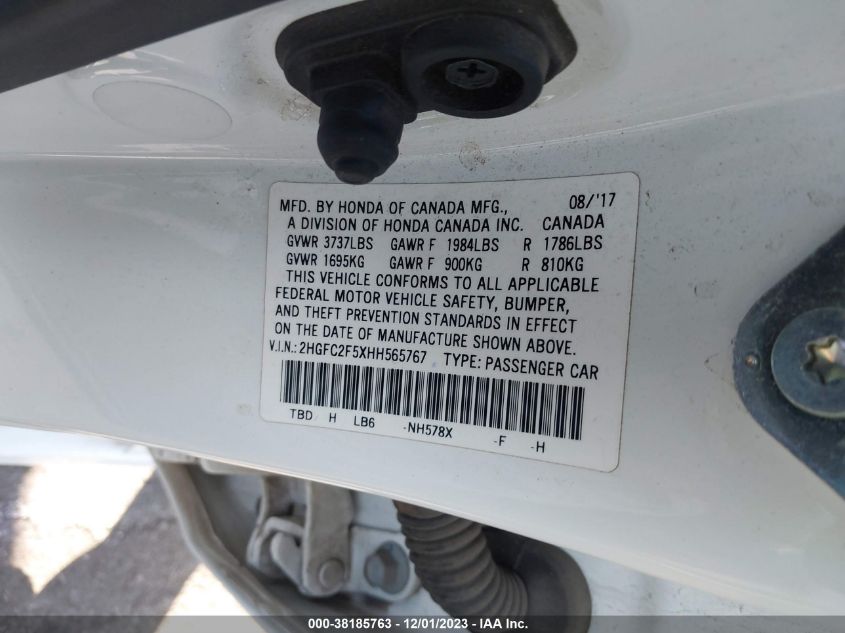 MFD. BY HONDA OF CANADA MFG., 08/'17
A DIVISION OF HONDA CANADA INC. CANADA
GVWR 3737LBS GAWR F 1984LBS R 1786LBS
GVWR 1695KG GAWR F 900KG R 810KG
THIS VEHICLE CONFORMS TO ALL APPLICABLE
FEDERAL MOTOR VEHICLE SAFETY, BUMPER,
AND THEFT PREVENTION STANDARDS IN EFFECT
ON THE DATE OF MANUFACTURE SHOWN ABOVE.
V.I.N.: 2HGFC2F5XHH565767 TYPE: PASSENGER CAR
TBD H LB6 -NH578X -F -H
000-38185763 - 12/01/2023 - IAA Inc.